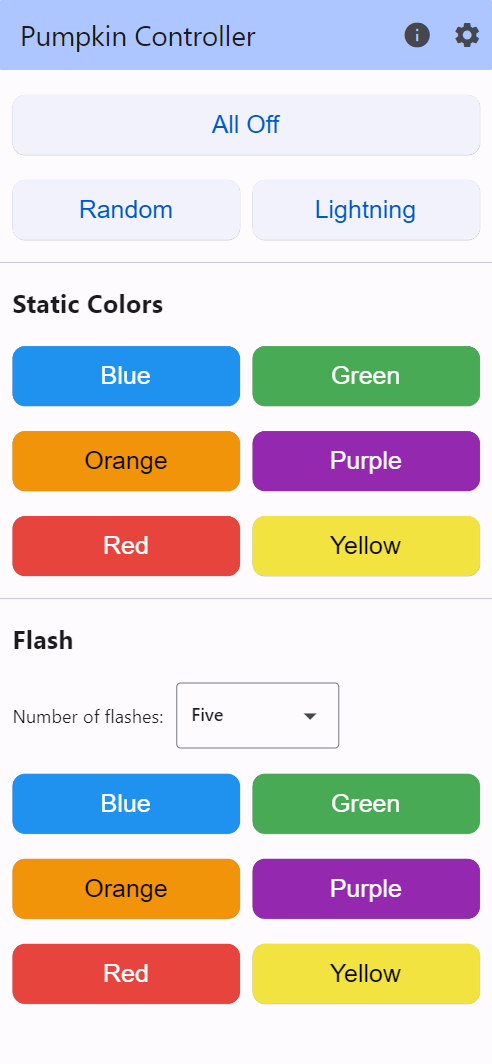 Pumpkin Controller
All Off
Random Lightning
Static Colors
Blue Green
Orange Purple
Red Yellow
Flash
Number of flashes: Five
Blue Green
Orange Purple
Red Yellow